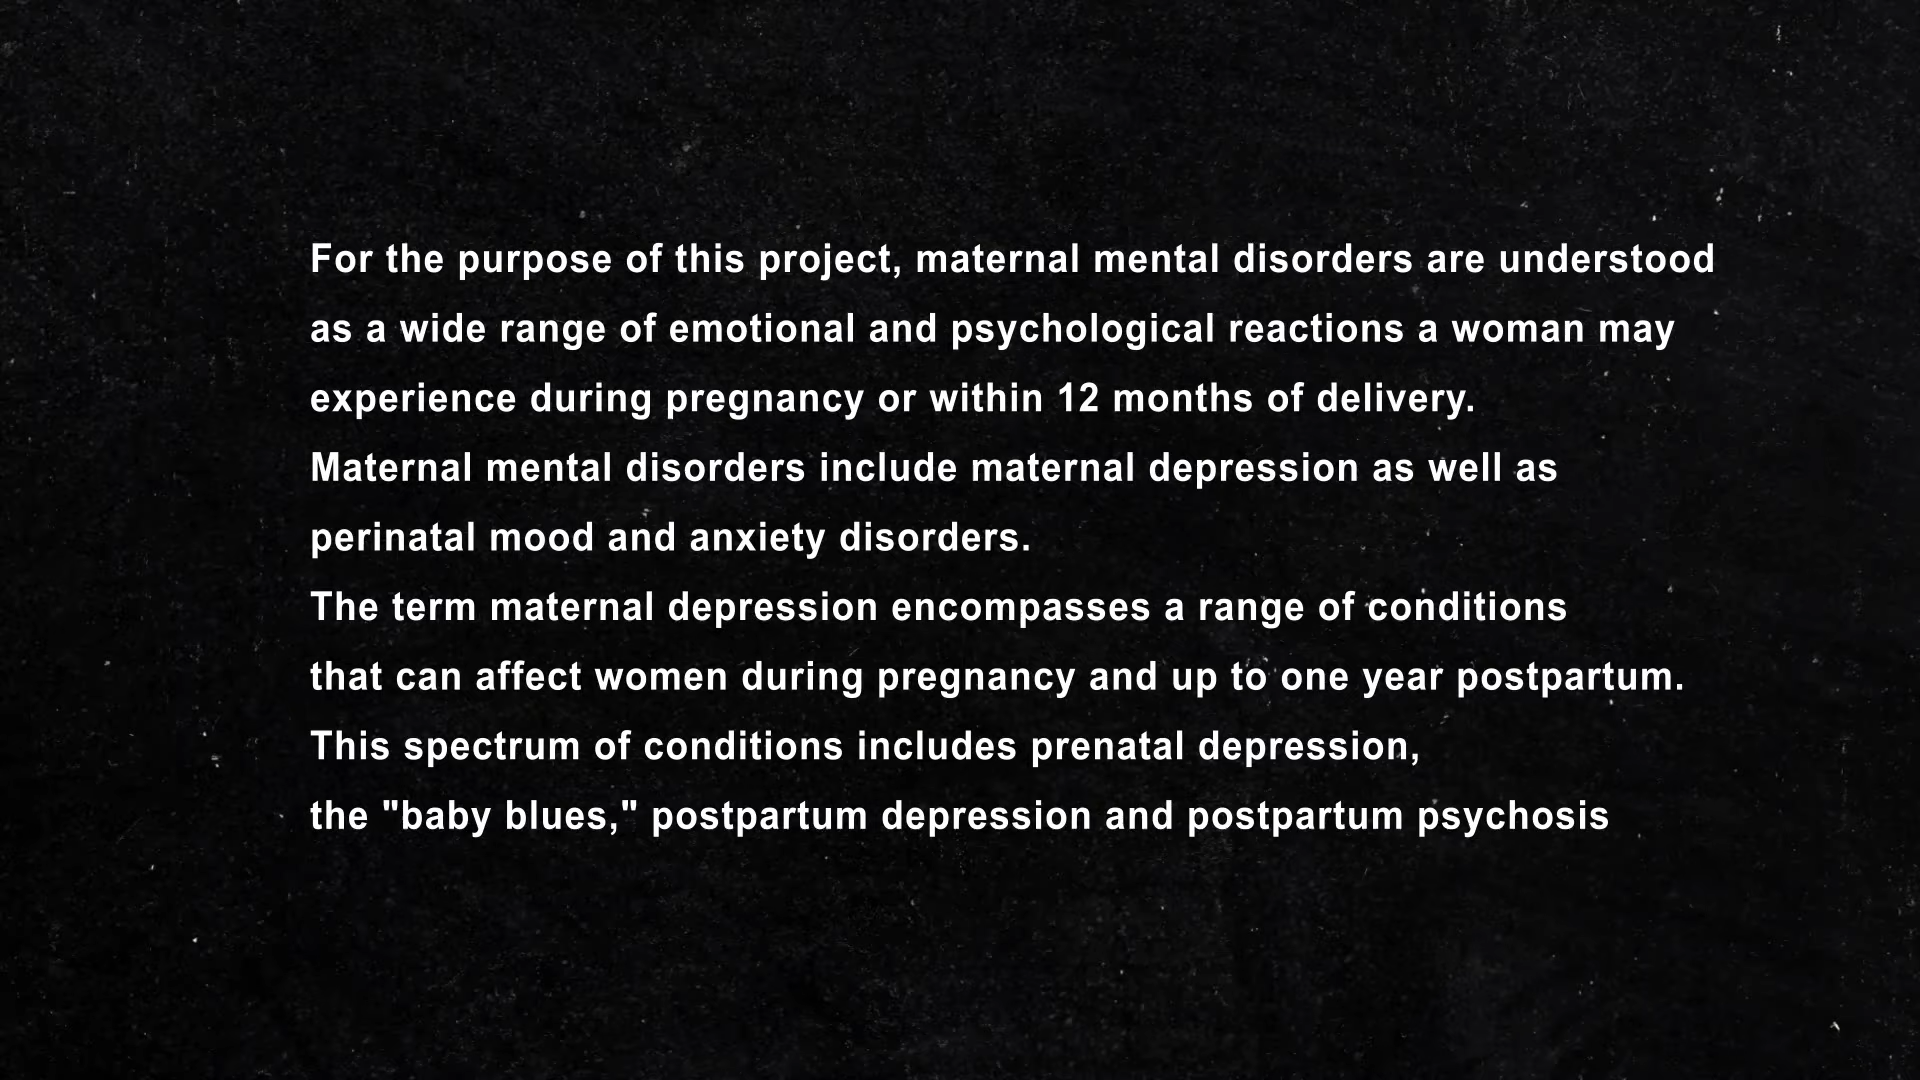 For the purpose of this project, maternal mental disorders are understood
as a wide range of emotional and psychological reactions a woman may
experience during pregnancy or within 12 months of delivery.
Maternal mental disorders include maternal depression as well as
perinatal mood and anxiety disorders.
The term maternal depression encompasses a range of conditions
that can affect women during pregnancy and up to one year postpartum.
This spectrum of conditions includes prenatal depression,
the "baby blues," postpartum depression and postpartum psychosis